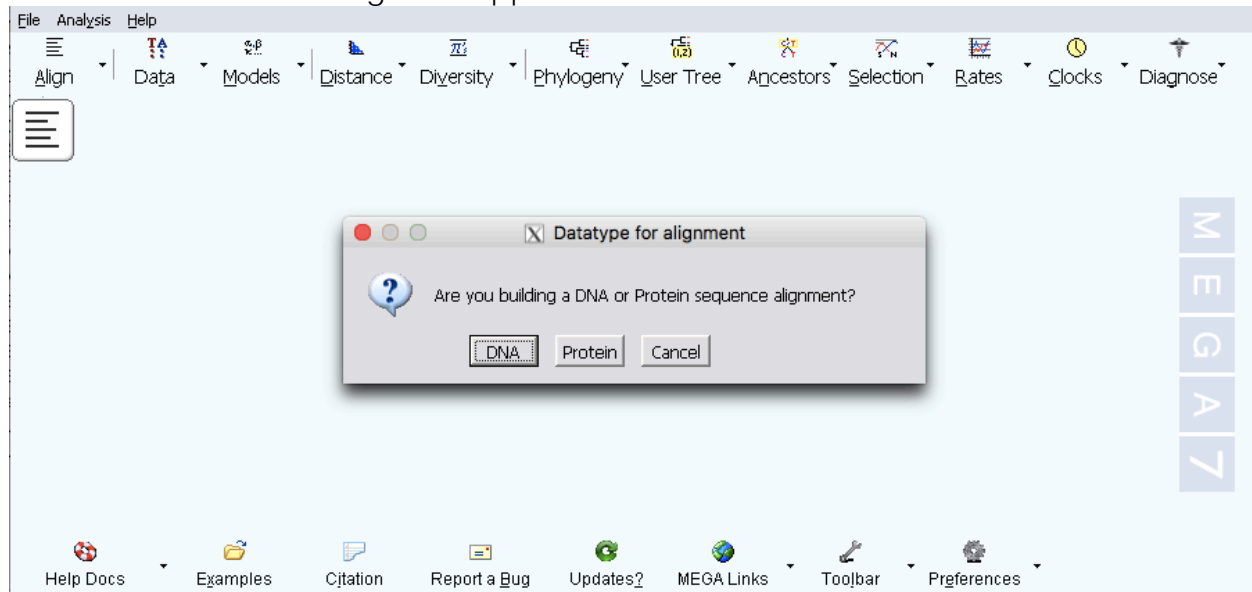 File Analysis Help
Align Data Models Distance Diversity Phylogeny User Tree Ancestors Selection Rates Clocks Diagnose
Datatype for alignment
Are you building a DNA or Protein sequence alignment?
DNA Protein Cancel
M
E
G
A
7
Help Docs Examples Citation Report a Bug Updates? MEGA Links Toolbar Preferences